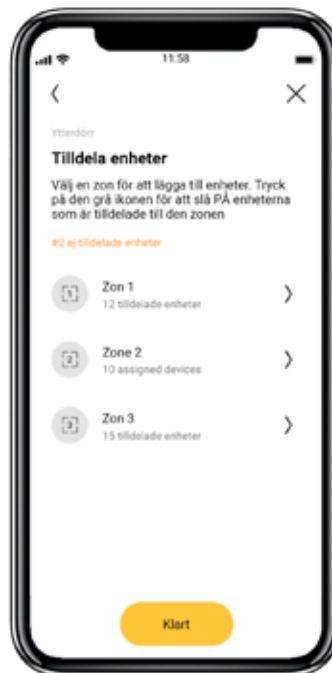 11:58
Ytterdörr
Tilldela enheter
Välj en zon för att lägga till enheter. Tryck
på den grå ikonen för att slå PÅ enheterna
som är tilldelade till den zonen
#2 ej tilldelade enheter
1
Zon 1
12 tilldelade enheter
2
Zone 2
10 assigned devices
3
Zon 3
15 tilldelade enheter
Klart